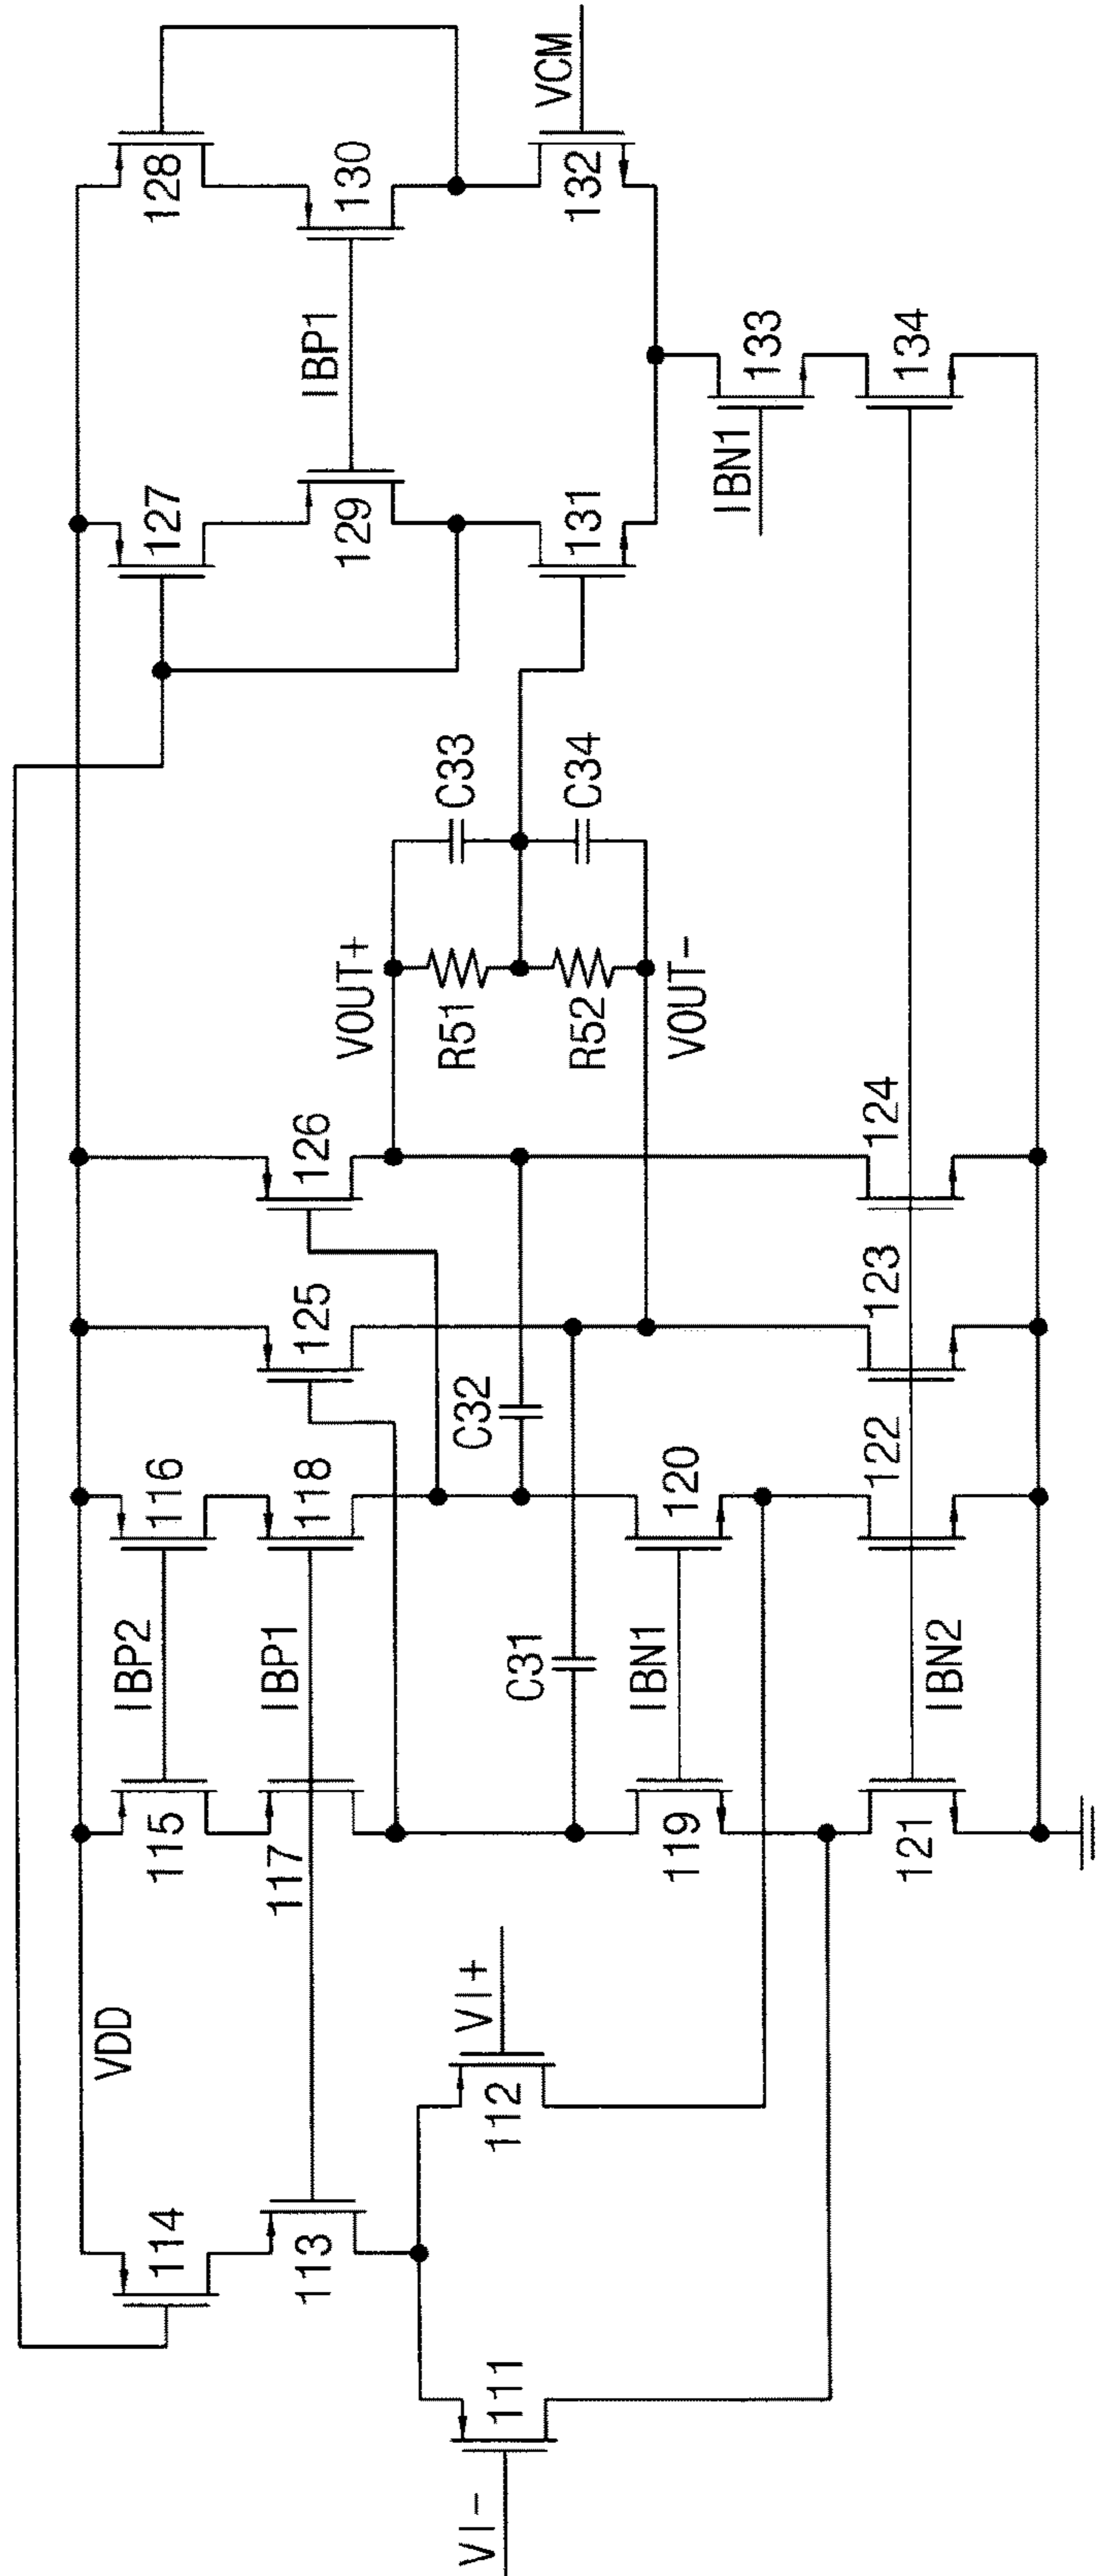 VDD
VI-
111
VI+
112
113
114
115
IBP2
116
117
IBP1
118
C31
C32
119
IBN1
120
121
IBN2
122
123
124
125
126
VOUT+
R51
R52
VOUT-
C33
C34
127
128
129
IBP1
130
131
132
VCM
IBN1
133
134